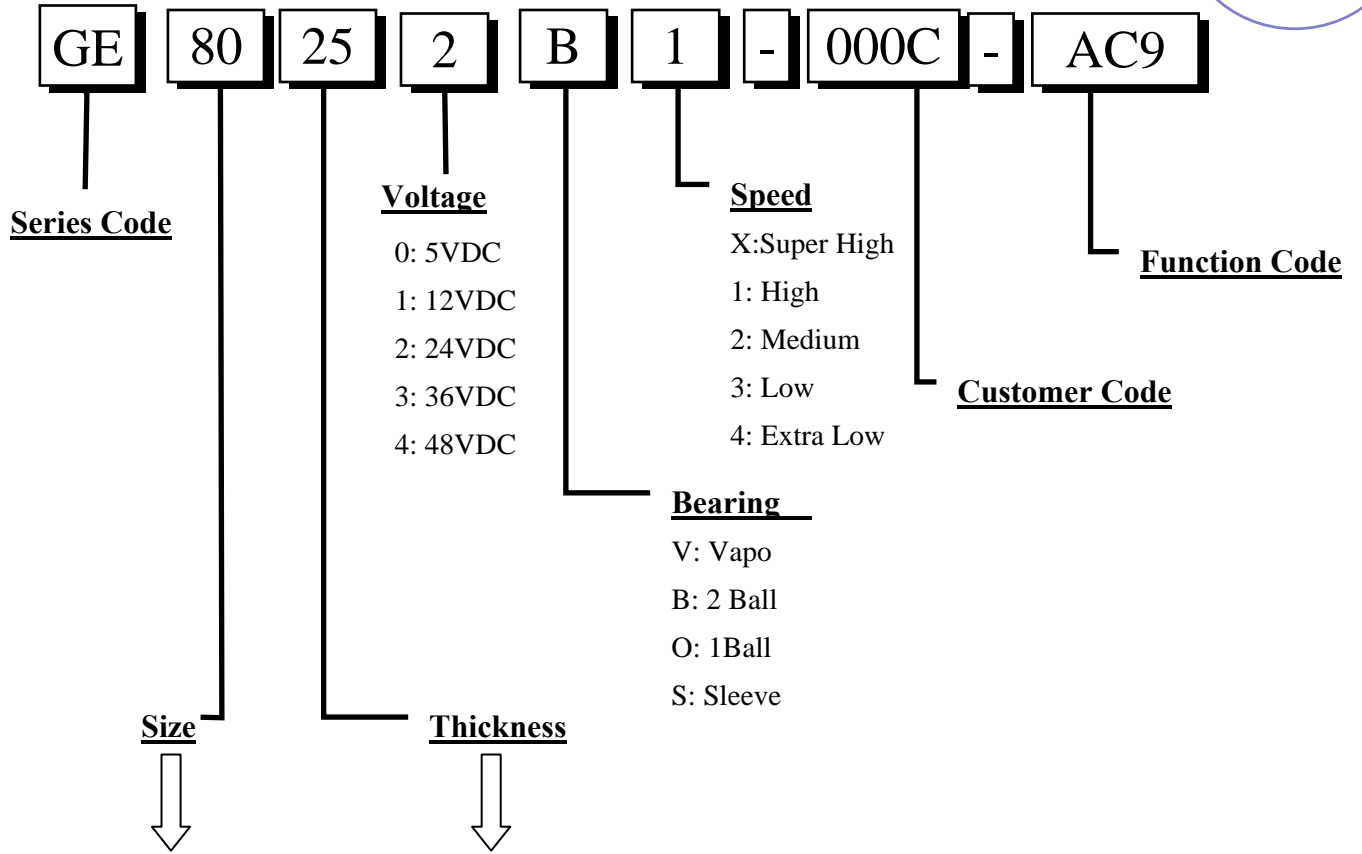 GE 80 25 2 B 1 - 000C - AC9
Series Code
Voltage
0: 5VDC
1: 12VDC
2: 24VDC
3: 36VDC
4: 48VDC
Speed
X:Super High
1: High
2: Medium
3: Low
4: Extra Low
Function Code
Customer Code
Bearing
V: Vapo
B: 2 Ball
O: 1Ball
S: Sleeve
Size
Thickness